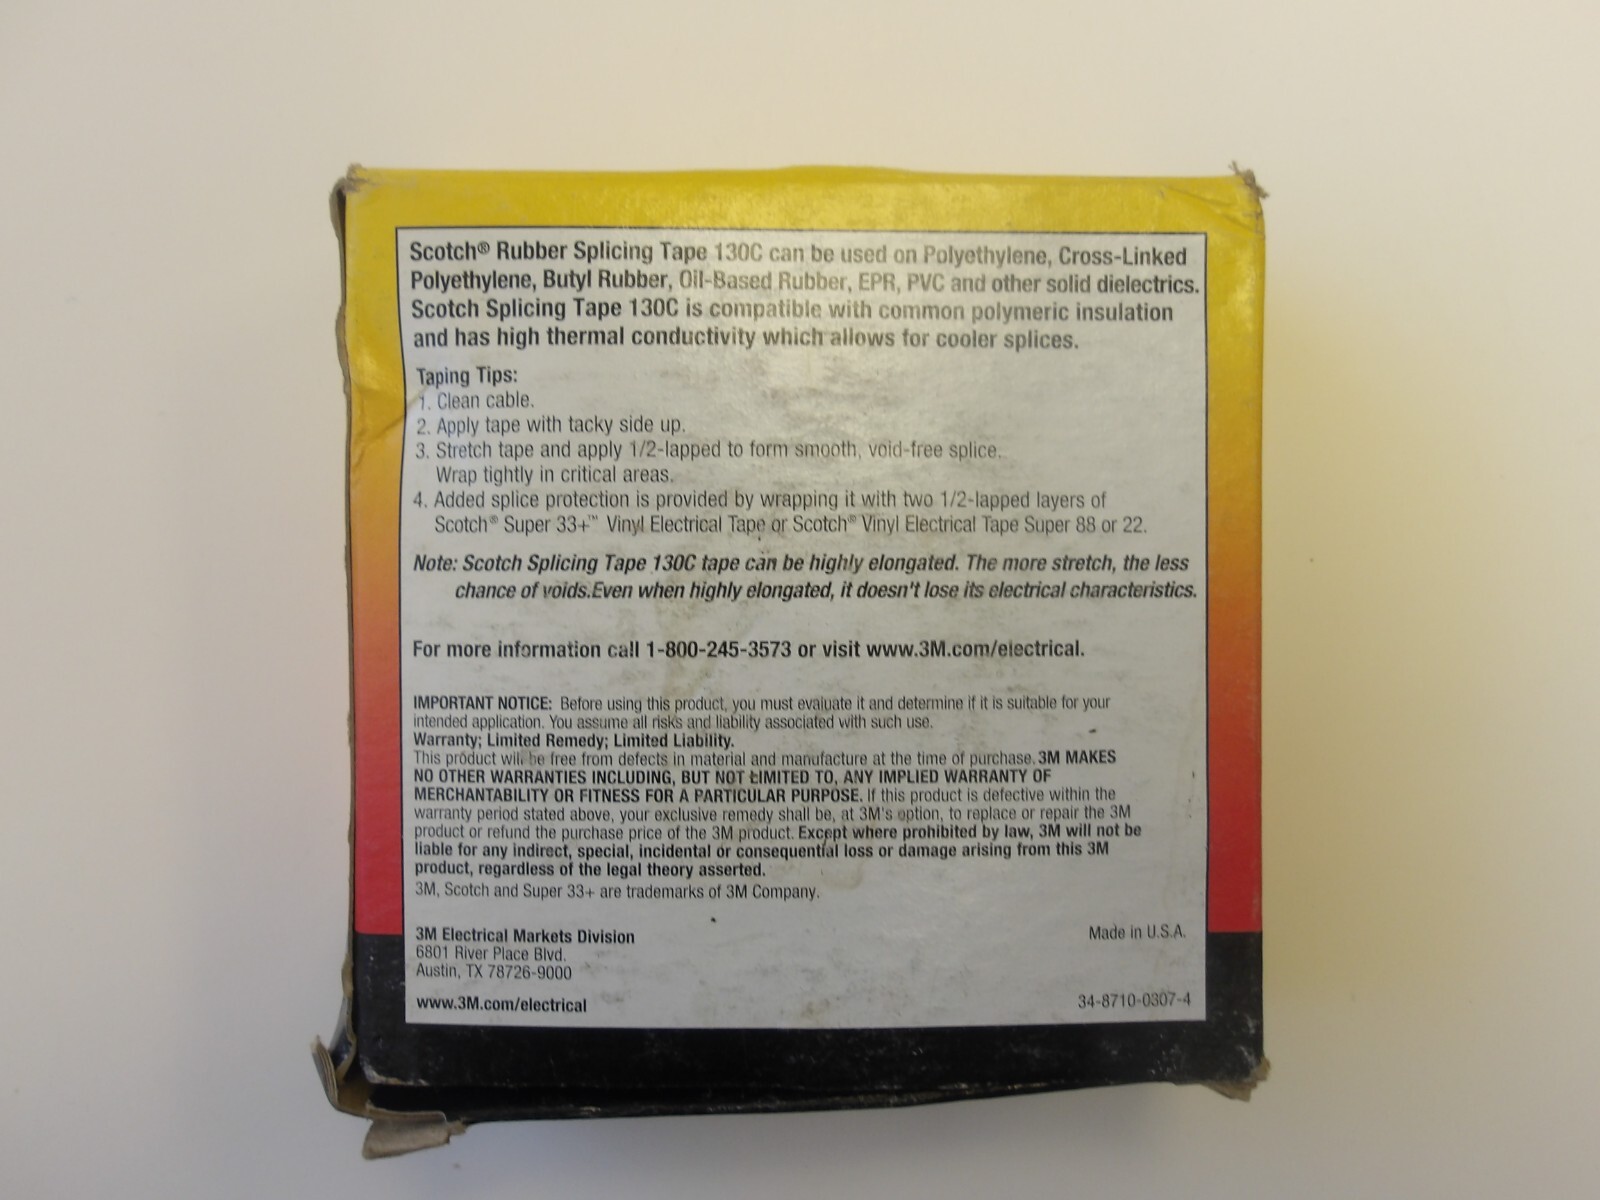 Scotch® Rubber Splicing Tape 130C can be used on Polyethylene, Cross-Linked
Polyethylene, Butyl Rubber, Oil-Based Rubber, EPR, PVC and other solid dielectrics.
Scotch Splicing Tape 130C is compatible with common polymeric insulation
and has high thermal conductivity which allows for cooler splices.
Taping Tips:
1. Clean cable.
2. Apply tape with tacky side up.
3. Stretch tape and apply 1/2-lapped to form smooth, void-free splice.
Wrap tightly in critical areas.
4. Added splice protection is provided by wrapping it with two 1/2-lapped layers of
Scotch® Super 33+™ Vinyl Electrical Tape or Scotch® Vinyl Electrical Tape Super 88 or 22.
Note: Scotch Splicing Tape 130C tape can be highly elongated. The more stretch, the less
chance of voids.Even when highly elongated, it doesn't lose its electrical characteristics.
For more information call 1-800-245-3573 or visit www.3M.com/electrical.
IMPORTANT NOTICE: Before using this product, you must evaluate it and determine if it is suitable for your
intended application. You assume all risks and liability associated with such use.
Warranty; Limited Remedy; Limited Liability.
This product will be free from defects in material and manufacture at the time of purchase. 3M MAKES
NO OTHER WARRANTIES INCLUDING, BUT NOT LIMITED TO, ANY IMPLIED WARRANTY OF
MERCHANTABILITY OR FITNESS FOR A PARTICULAR PURPOSE. If this product is defective within the
warranty period stated above, your exclusive remedy shall be, at 3M's option, to replace or repair the 3M
product or refund the purchase price of the 3M product. Except where prohibited by law, 3M will not be
liable for any indirect, special, incidental or consequential loss or damage arising from this 3M
product, regardless of the legal theory asserted.
3M, Scotch and Super 33+ are trademarks of 3M Company.
3M Electrical Markets Division
6801 River Place Blvd.
Austin, TX 78726-9000
www.3M.com/electrical
Made in U.S.A.
34-8710-0307-4